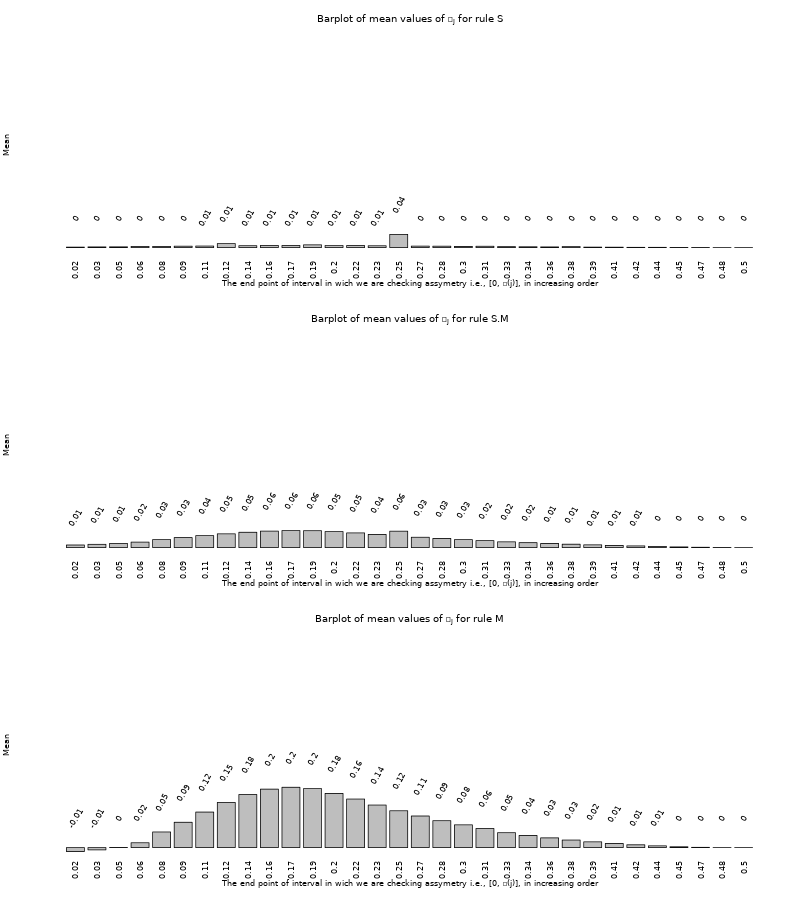 Barplot of mean values of □j for rule S
Mean
0 0 0 0 0 0 0.01 0.01 0.01 0.01 0.01 0.01 0.01 0.01 0.01 0.04 0 0 0 0 0 0 0 0 0 0 0 0 0 0 0 0
0.02 0.03 0.05 0.06 0.08 0.09 0.11 0.12 0.14 0.16 0.17 0.19 0.2 0.22 0.23 0.25 0.27 0.28 0.3 0.31 0.33 0.34 0.36 0.38 0.39 0.41 0.42 0.44 0.45 0.47 0.48 0.5
The end point of interval in wich we are checking assymetry i.e., [0, □(j)], in increasing order
Barplot of mean values of □j for rule S.M
Mean
0.01 0.01 0.01 0.02 0.03 0.03 0.04 0.05 0.05 0.06 0.06 0.06 0.05 0.05 0.04 0.06 0.03 0.03 0.03 0.02 0.02 0.02 0.01 0.01 0.01 0.01 0.01 0 0 0 0 0
0.02 0.03 0.05 0.06 0.08 0.09 0.11 0.12 0.14 0.16 0.17 0.19 0.2 0.22 0.23 0.25 0.27 0.28 0.3 0.31 0.33 0.34 0.36 0.38 0.39 0.41 0.42 0.44 0.45 0.47 0.48 0.5
The end point of interval in wich we are checking assymetry i.e., [0, □(j)], in increasing order
Barplot of mean values of □j for rule M
Mean
-0.01 -0.01 0 0.02 0.05 0.09 0.12 0.15 0.18 0.2 0.2 0.2 0.18 0.16 0.14 0.12 0.11 0.09 0.08 0.06 0.05 0.04 0.03 0.03 0.02 0.01 0.01 0.01 0 0 0 0
0.02 0.03 0.05 0.06 0.08 0.09 0.11 0.12 0.14 0.16 0.17 0.19 0.2 0.22 0.23 0.25 0.27 0.28 0.3 0.31 0.33 0.34 0.36 0.38 0.39 0.41 0.42 0.44 0.45 0.47 0.48 0.5
The end point of interval in wich we are checking assymetry i.e., [0, □(j)], in increasing order